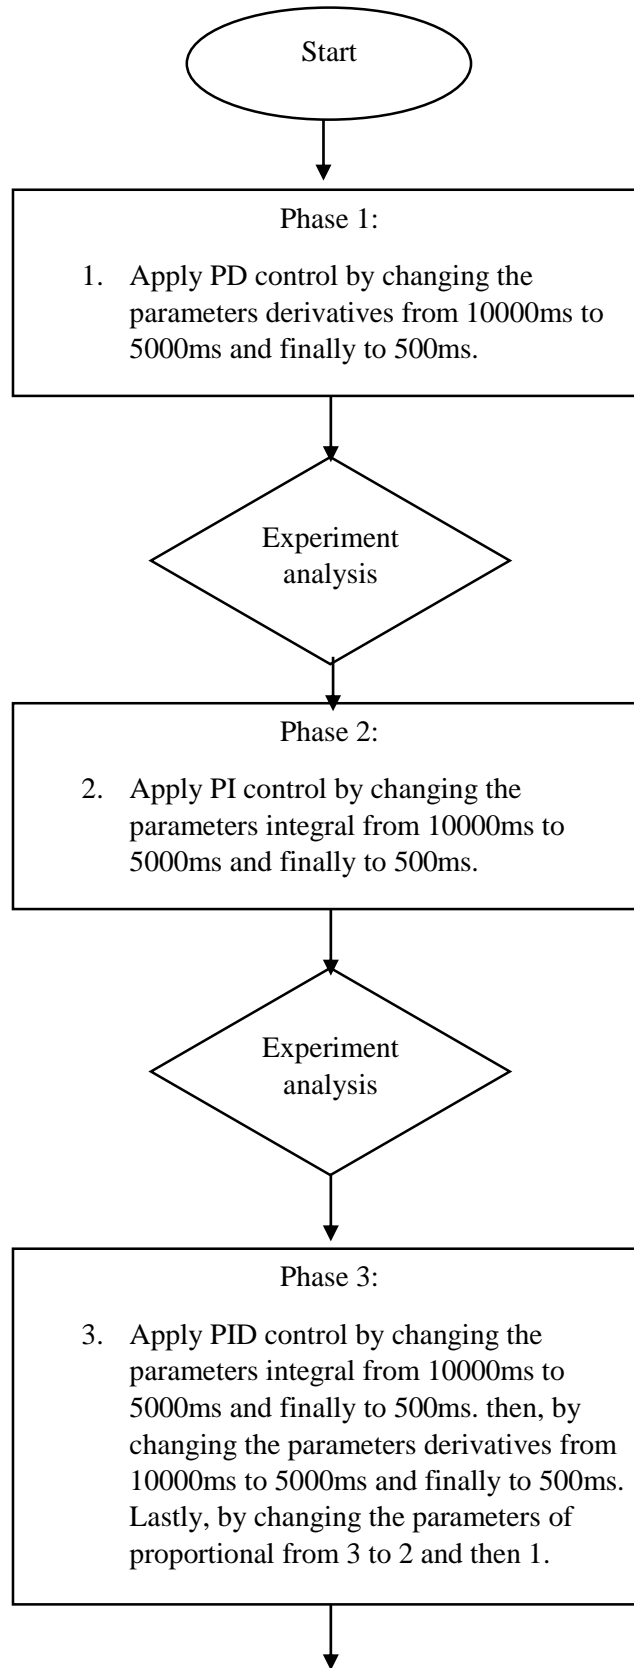 Start
Phase 1:
1. Apply PD control by changing the
parameters derivatives from 10000ms to
5000ms and finally to 500ms.
Experiment
analysis
Phase 2:
2. Apply PI control by changing the
parameters integral from 10000ms to
5000ms and finally to 500ms.
Experiment
analysis
Phase 3:
3. Apply PID control by changing the
parameters integral from 10000ms to
5000ms and finally to 500ms. then, by
changing the parameters derivatives from
10000ms to 5000ms and finally to 500ms.
Lastly, by changing the parameters of
proportional from 3 to 2 and then 1.